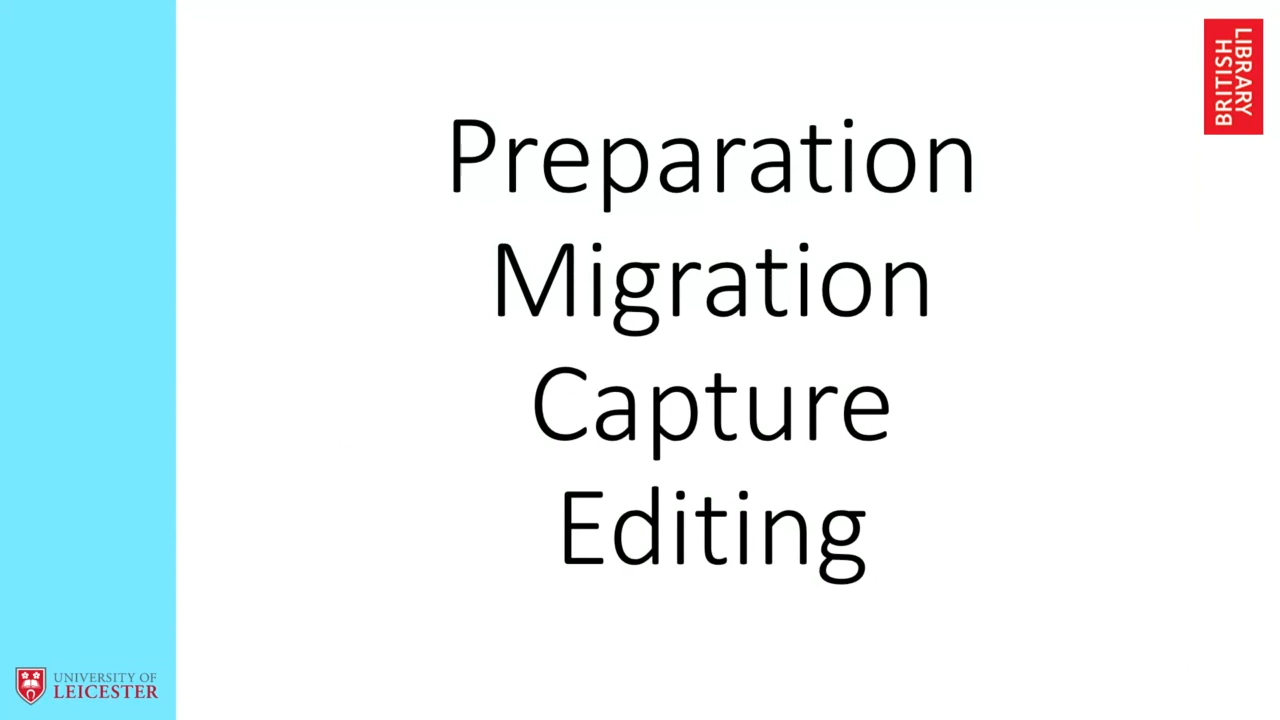 LIBRARY
BRITISH
Preparation
Migration
Capture
Editing
UNIVERSITY OF
LEICESTER